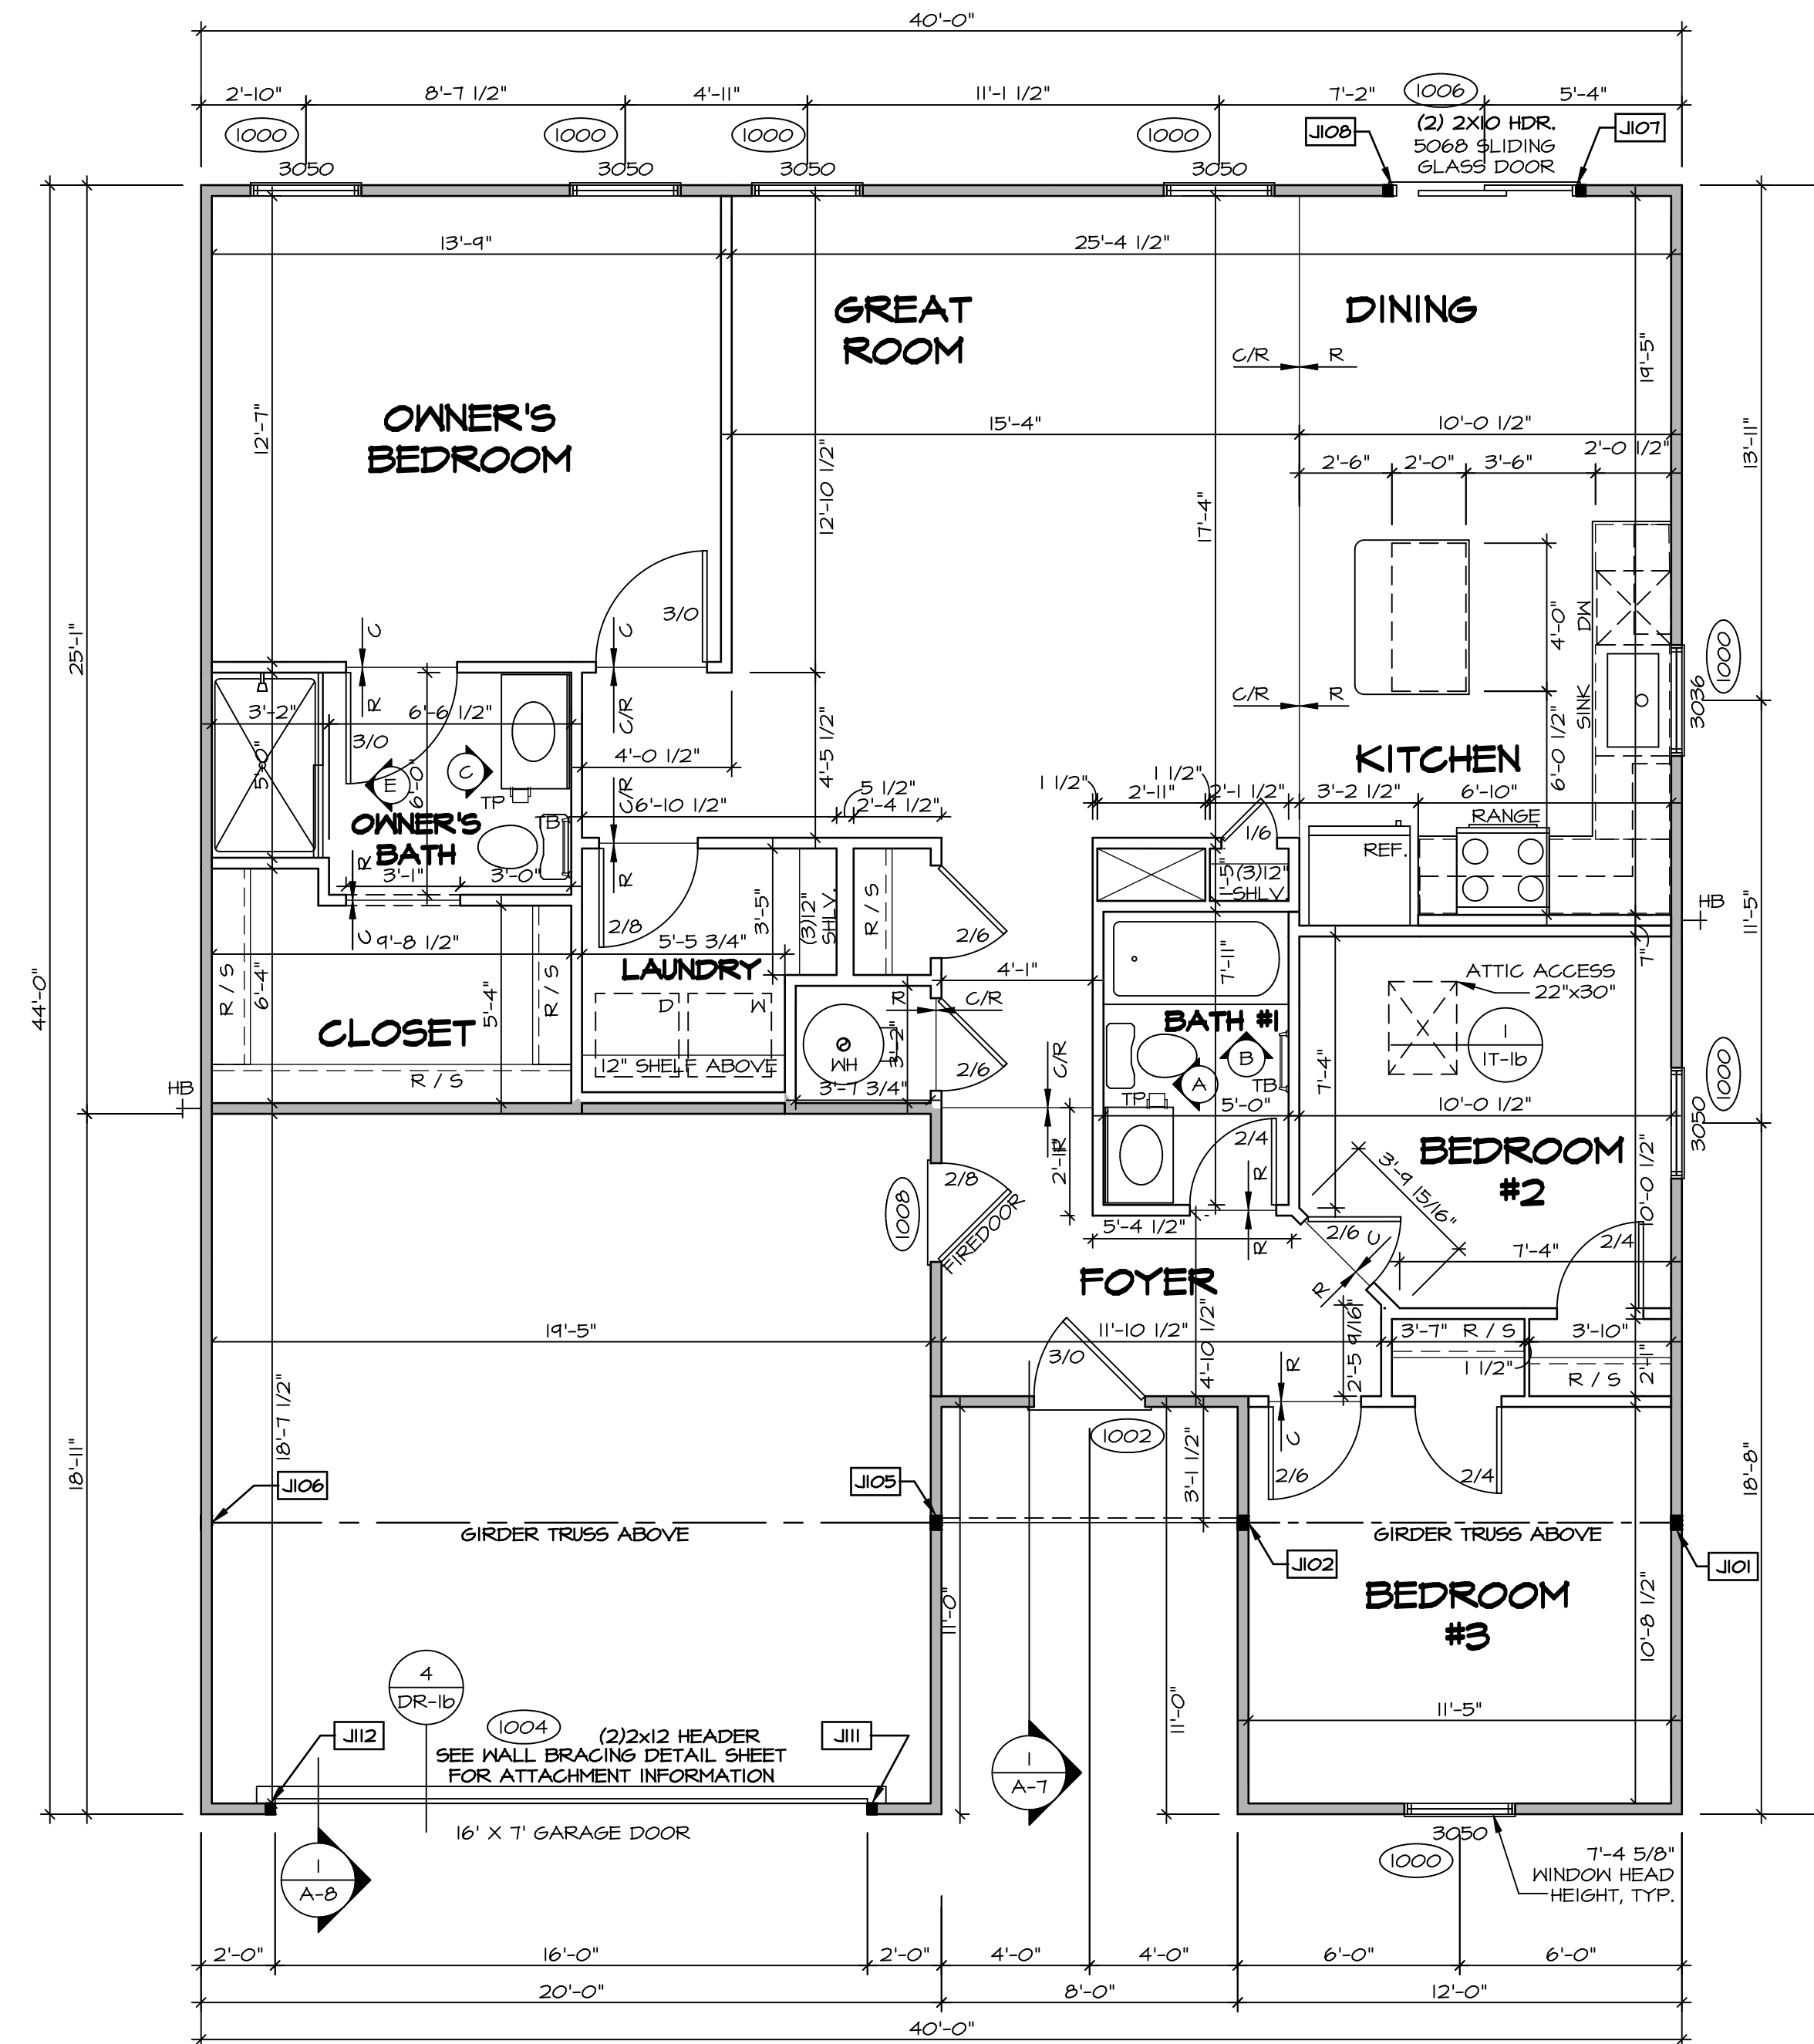 40'-0"
2'-10"
8'-7 1/2"
4'-11"
11'-1 1/2"
7'-2"
1006
5'-4"
1000
1000
1000
1000
J108
(2) 2X10 HDR.
5068 SLIDING
GLASS DOOR
J107
3050
3050
3050
3050
13'-9"
25'-4 1/2"
GREAT
ROOM
DINING
19'-5"
C/R
R
OWNER'S
BEDROOM
12'-7"
12'-10 1/2"
15'-4"
10'-0 1/2"
2'-0 1/2"
2'-6"
2'-0"
3'-6"
13'-11"
17'-4"
25'-1"
3/0
C
R
C
C/R
4'-0"
DW
SINK
1000
3036
C/R
R
3'-2"
6'-6 1/2"
3/0
C
E
5'-0"
6'-0"
TP
TB
OWNER'S
BATH
4'-0 1/2"
4'-5 1/2"
C/R
R
6'-10 1/2"
5 1/2"
2'-4 1/2"
1 1/2"
2'-11"
1 1/2"
2'-1 1/2"
KITCHEN
6'-0 1/2"
3'-2 1/2"
6'-10"
RANGE
REF.
1/6
(3)12"
SHLV.
R
3'-1"
3'-0"
C
9'-8 1/2"
2/8
3'-5"
(3)12"
SHLV.
R / S
2/6
5'-5 3/4"
LAUNDRY
4'-1"
7'-11"
HB
11'-5"
7"
R / S
6'-4"
5'-4"
R / S
CLOSET
R / S
D
W
12" SHELF ABOVE
WH
3'-2"
3'-7 3/4"
R
C/R
2/6
BATH #1
B
A
TB
TP
5'-0"
ATTIC ACCESS
22"x30"
X
1
1T-1b
7'-4"
1000
3050
44'-0"
HB
C/R
R
2'-11"
10'-0 1/2"
BEDROOM
#2
3'-9 15/16"
10'-0 1/2"
2/4
R
R
5'-4 1/2"
1008
2/8
FIREDOOR
2/6
C
R
7'-4"
2/4
FOYER
19'-5"
11'-10 1/2"
3/0
4'-10 1/2"
2'-5 9/16"
3'-7"
R / S
3'-10"
1 1/2"
R / S
2'-1"
18'-7 1/2"
18'-11"
1002
R
C
2/6
2/4
3'-1 1/2"
18'-8"
J106
J105
GIRDER TRUSS ABOVE
GIRDER TRUSS ABOVE
J102
J101
BEDROOM
#3
11'-0"
10'-8 1/2"
4
DR-1b
11'-0"
11'-5"
J112
1004
(2)2x12 HEADER
SEE WALL BRACING DETAIL SHEET
FOR ATTACHMENT INFORMATION
J111
1
A-7
16' X 7' GARAGE DOOR
1
A-8
3050
1000
7'-4 5/8"
WINDOW HEAD
HEIGHT, TYP.
2'-0"
16'-0"
2'-0"
4'-0"
4'-0"
6'-0"
6'-0"
20'-0"
8'-0"
12'-0"
40'-0"